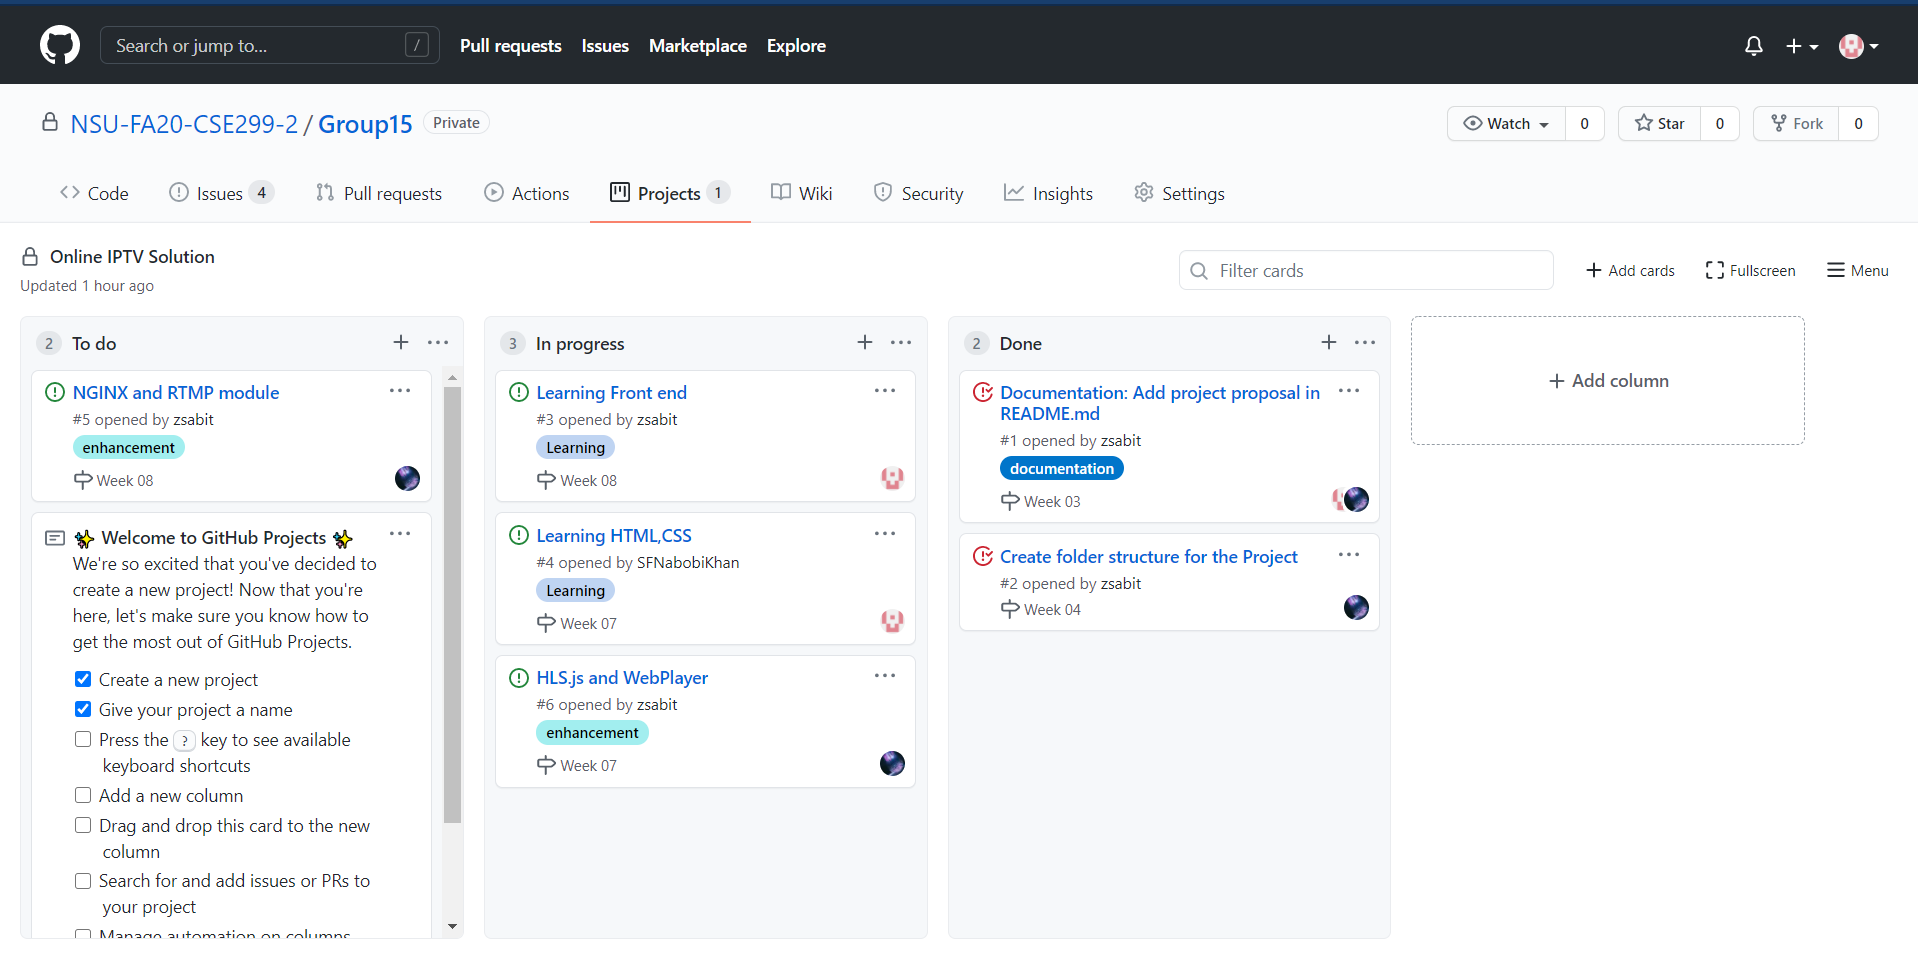 Search or jump to... /
Pull requests Issues Marketplace Explore
NSU-FA20-CSE299-2 / Group15 Private
Watch 0 Star 0 Fork 0
Code Issues 4 Pull requests Actions Projects 1 Wiki Security Insights Settings
Online IPTV Solution
Updated 1 hour ago
Filter cards
+ Add cards Fullscreen Menu
2 To do + ...
NGINX and RTMP module ...
#5 opened by zsabit
enhancement
Week 08
✨ Welcome to GitHub Projects ✨ ...
We're so excited that you've decided to
create a new project! Now that you're
here, let's make sure you know how to
get the most out of GitHub Projects.
Create a new project
Give your project a name
Press the ? key to see available
keyboard shortcuts
Add a new column
Drag and drop this card to the new
column
Search for and add issues or PRs to
your project
Manage automation on columns
3 In progress + ...
Learning Front end ...
#3 opened by zsabit
Learning
Week 08
Learning HTML,CSS ...
#4 opened by SFNabobiKhan
Learning
Week 07
HLS.js and WebPlayer ...
#6 opened by zsabit
enhancement
Week 07
2 Done + ...
Documentation: Add project proposal in ...
README.md
#1 opened by zsabit
documentation
Week 03
Create folder structure for the Project ...
#2 opened by zsabit
Week 04
+ Add column